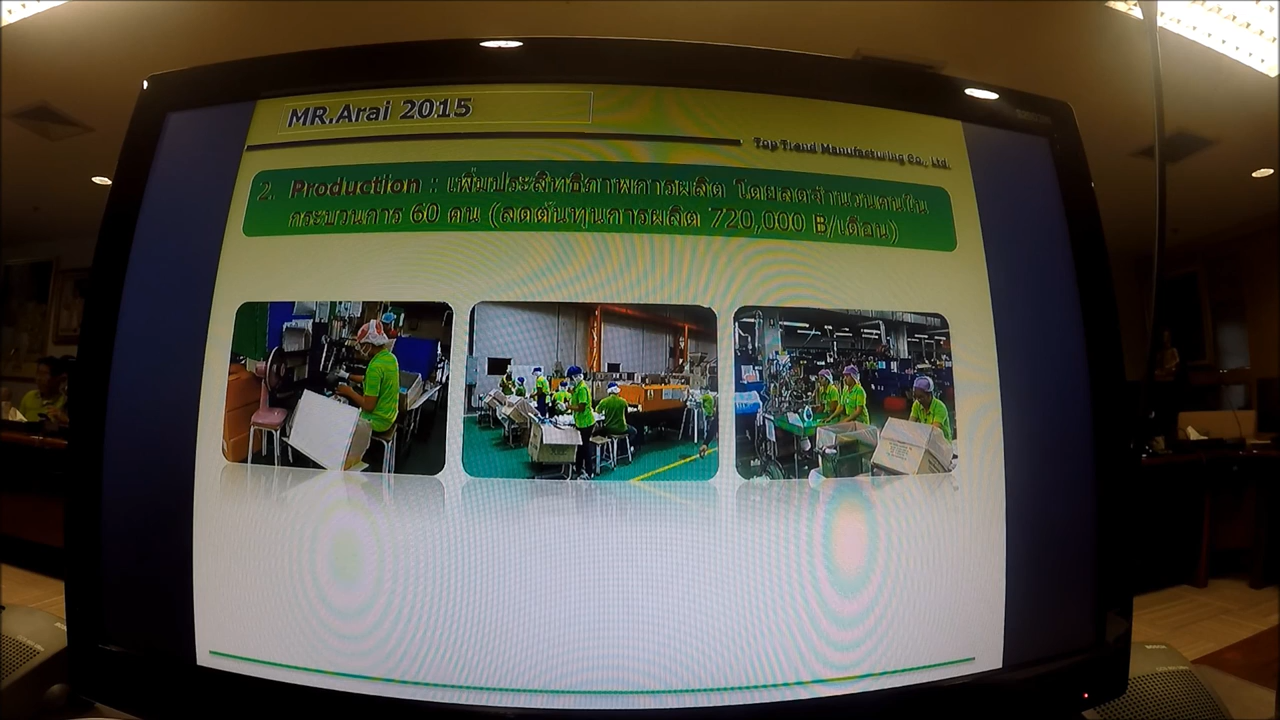 MR.Arai 2015
Top Trend Manufacturing Co., Ltd.
2. Production : เพิ่มประสิทธิภาพการผลิต โดยลดจำนวนคนใน
กระบวนการ 60 คน (ลดต้นทุนการผลิต 720,000 ฿/เดือน)